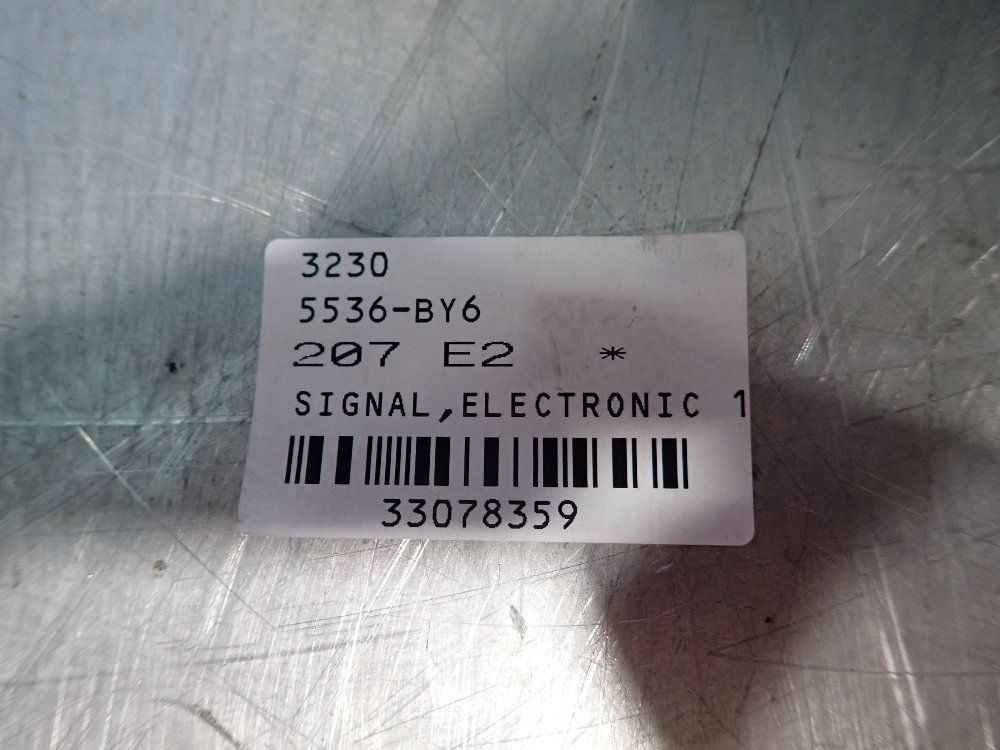 3230
5536-BY6
207 E2 *
SIGNAL,ELECTRONIC 1
33078359